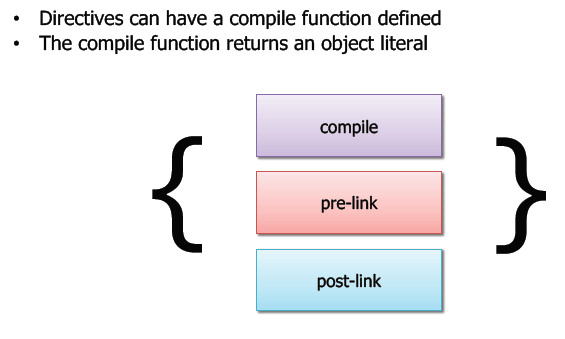 • Directives can have a compile function defined
• The compile function returns an object literal
compile
{ pre-link }
post-link